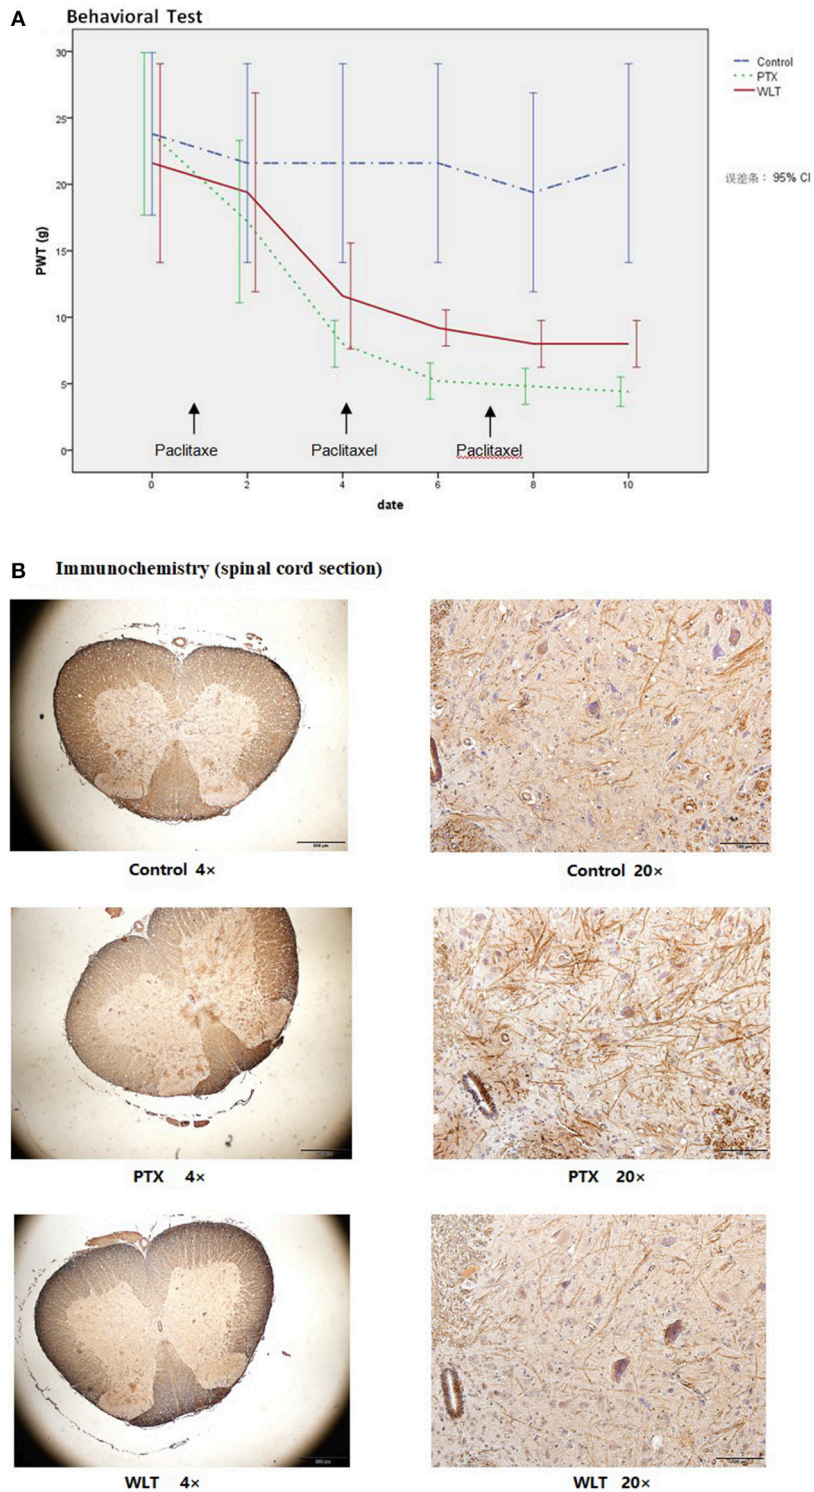 A
Behavioral Test
30
25
20
15
10
5
0
PWT (g)
Control
PTX
WLT
误差条： 95% CI
Paclitaxe
Paclitaxel
Paclitaxel
0
2
4
6
8
10
date
B
Immunochemistry (spinal cord section)
Control 4×
Control 20×
PTX 4×
PTX 20×
WLT 4×
WLT 20×